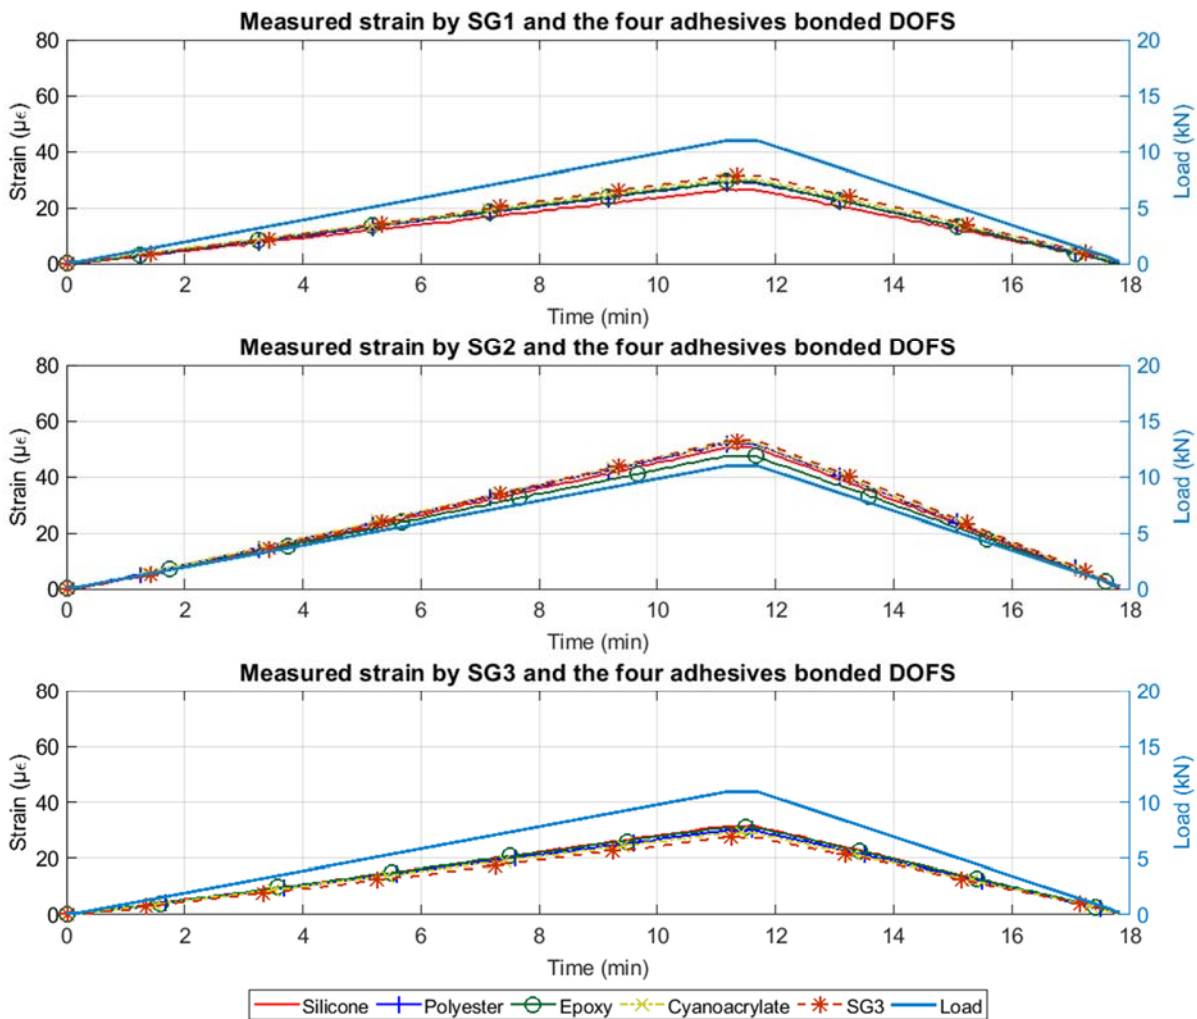 Measured strain by SG1 and the four adhesives bonded DOFS
80
60
40
20
0
Strain (με)
20
15
10
5
0
Load (kN)
0 2 4 6 8 10 12 14 16 18
Time (min)
Measured strain by SG2 and the four adhesives bonded DOFS
80
60
40
20
0
Strain (με)
20
15
10
5
0
Load (kN)
0 2 4 6 8 10 12 14 16 18
Time (min)
Measured strain by SG3 and the four adhesives bonded DOFS
80
60
40
20
0
Strain (με)
20
15
10
5
0
Load (kN)
0 2 4 6 8 10 12 14 16 18
Time (min)
Silicone Polyester Epoxy Cyanoacrylate SG3 Load